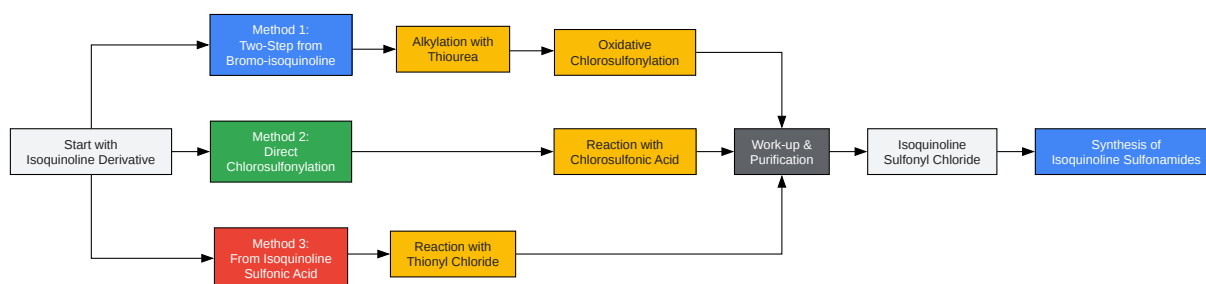 Method 1:
Two-Step from
Bromo-isoquinoline
Alkylation with
Thiourea
Oxidative
Chlorosulfonylation
Start with
Isoquinoline Derivative
Method 2:
Direct
Chlorosulfonylation
Reaction with
Chlorosulfonic Acid
Work-up &
Purification
Isoquinoline
Sulfonyl Chloride
Synthesis of
Isoquinoline Sulfonamides
Method 3:
From Isoquinoline
Sulfonic Acid
Reaction with
Thionyl Chloride